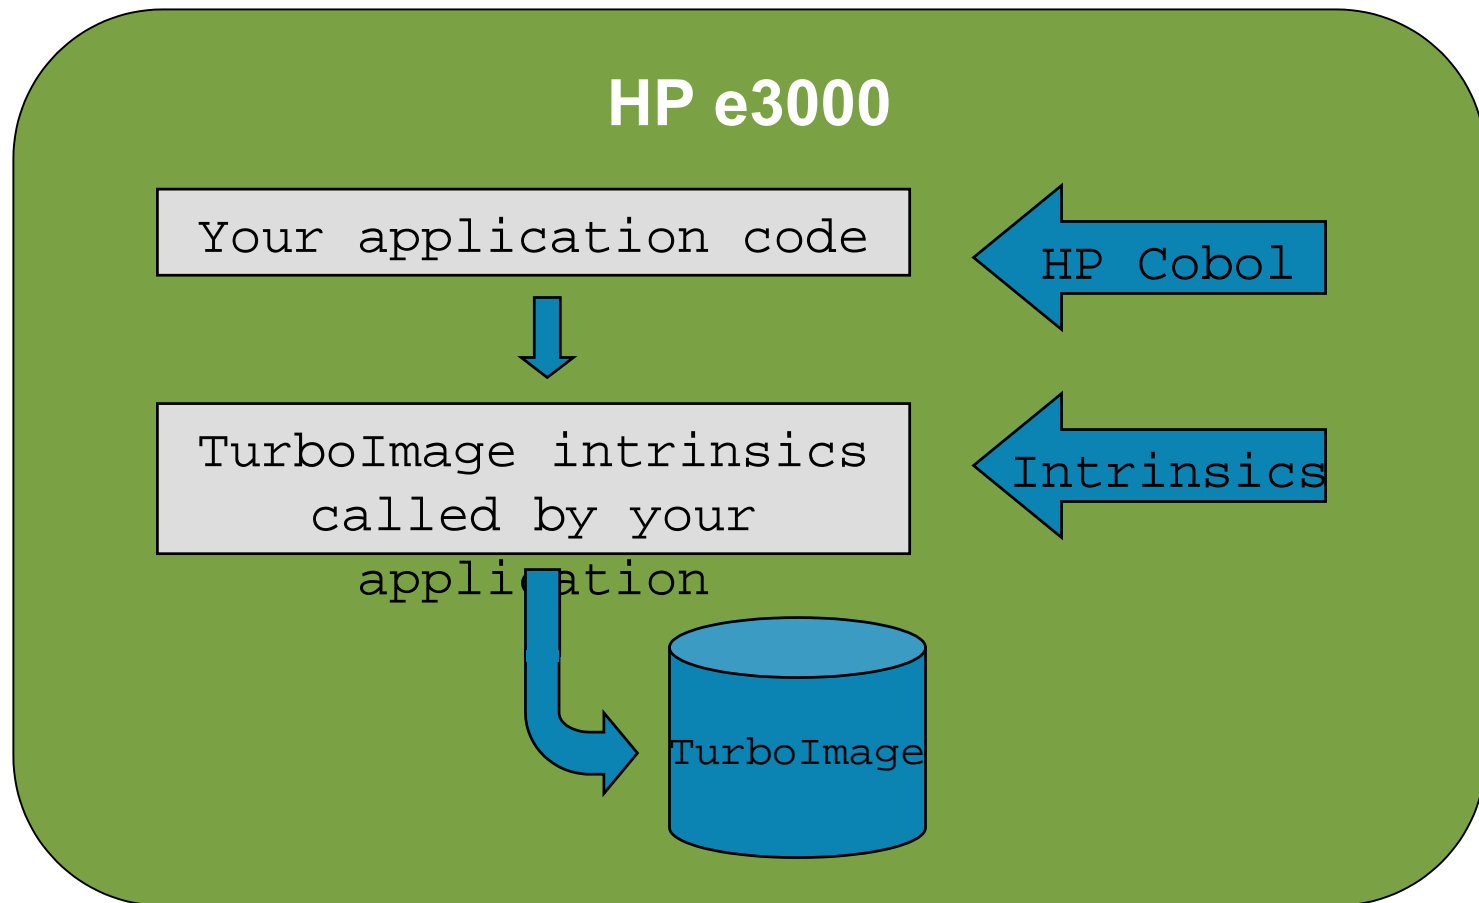 HP e3000
Your application code
HP Cobol
TurboImage intrinsics
called by your
application
Intrinsics
TurboImage